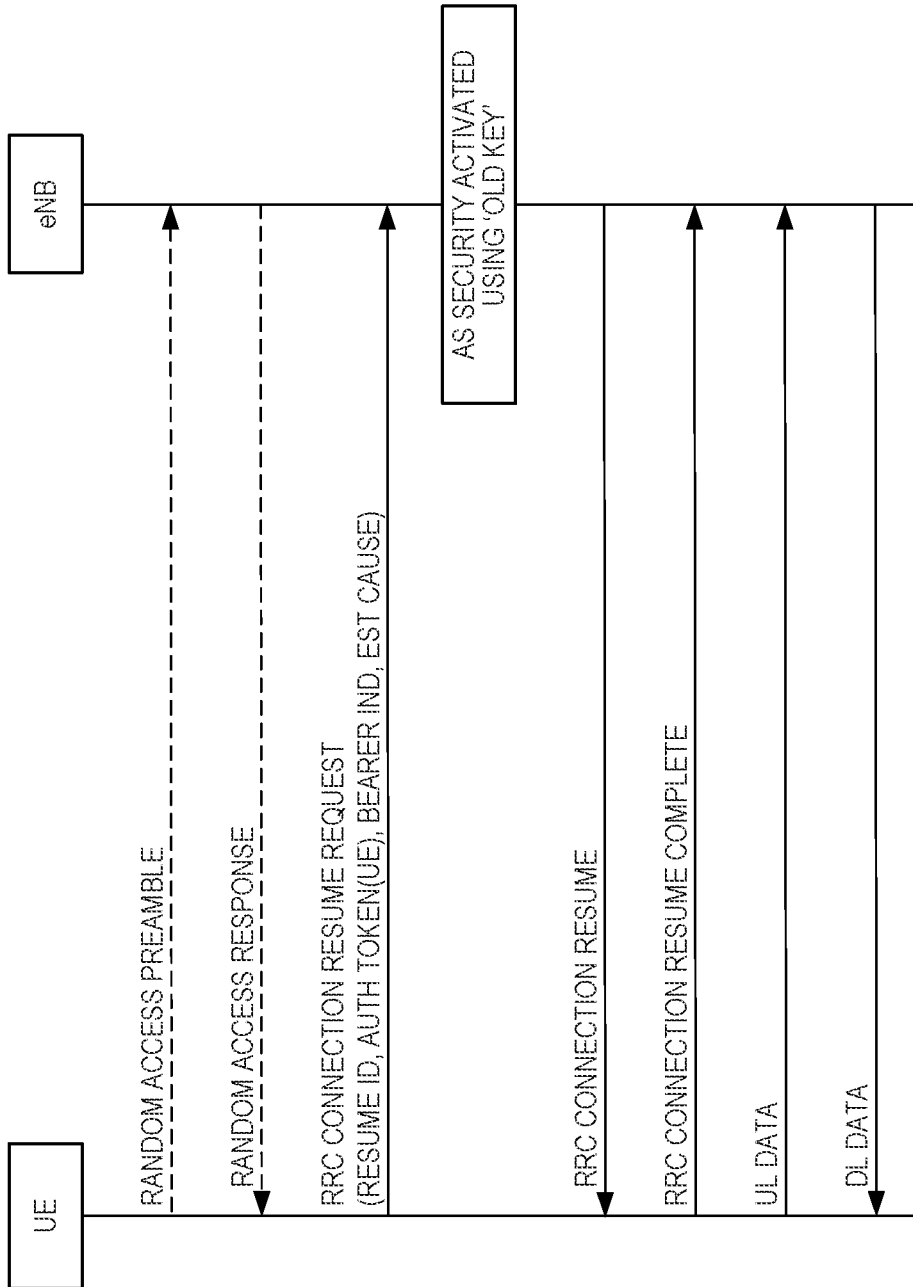 UE
eNB
RANDOM ACCESS PREAMBLE
RANDOM ACCESS RESPONSE
RRC CONNECTION RESUME REQUEST
(RESUME ID, AUTH TOKEN(UE), BEARER IND, EST CAUSE)
AS SECURITY ACTIVATED
USING 'OLD KEY'
RRC CONNECTION RESUME
RRC CONNECTION RESUME COMPLETE
UL DATA
DL DATA